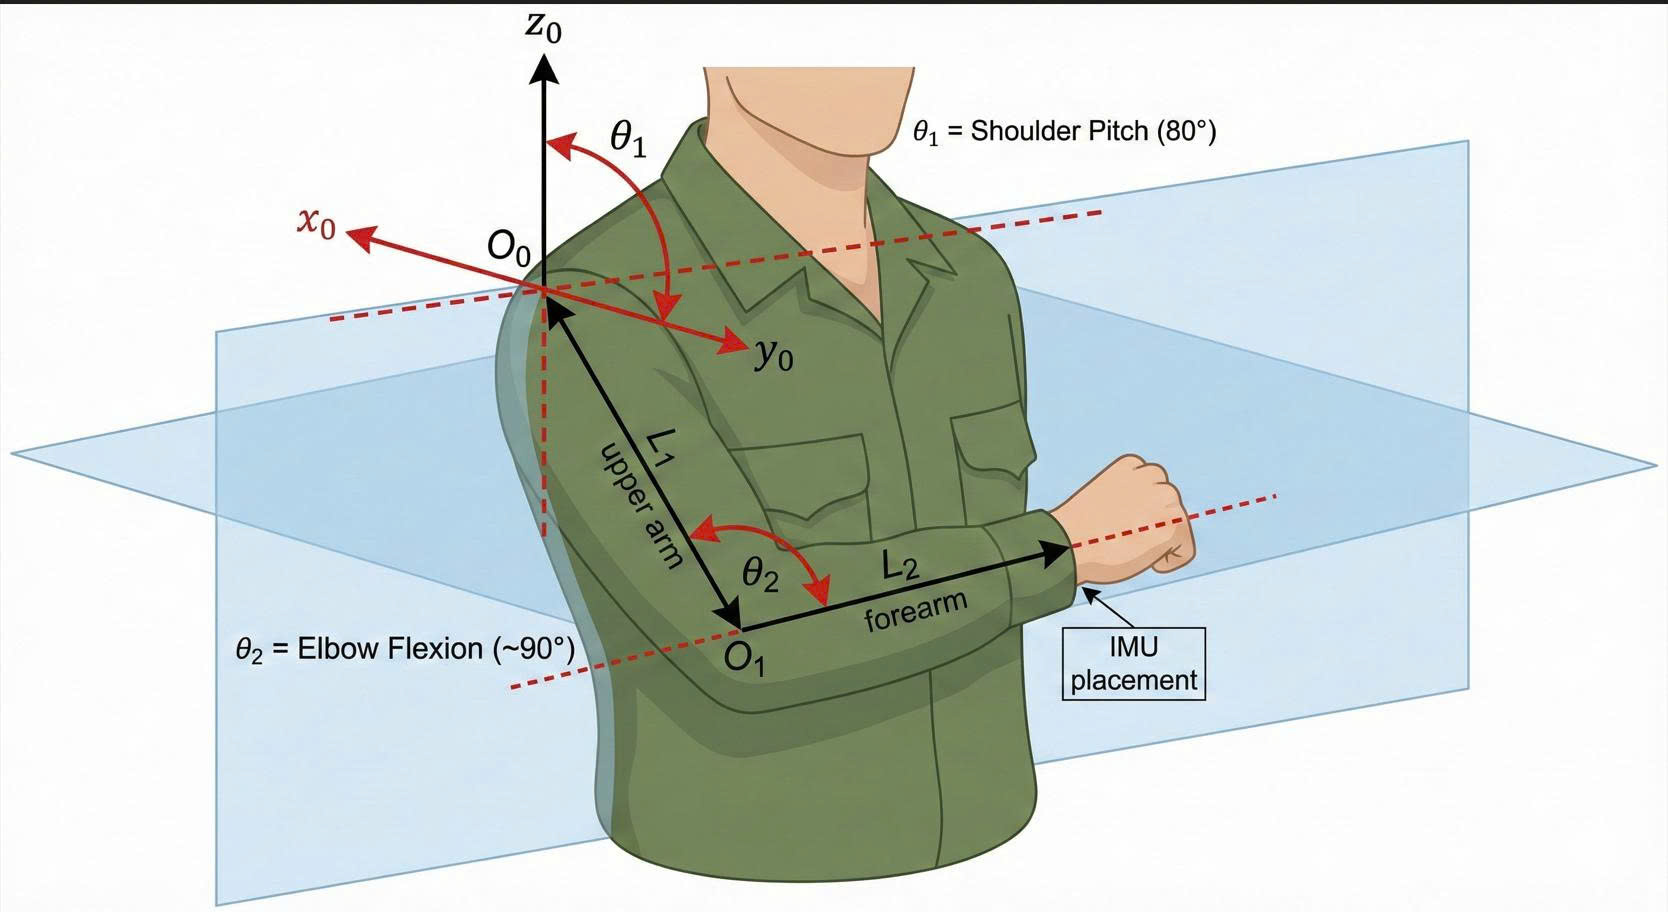 z₀
θ₁
θ₁ = Shoulder Pitch (80°)
x₀
O₀
y₀
L₁
upper arm
θ₂
L₂
forearm
θ₂ = Elbow Flexion (~90°)
O₁
IMU
placement